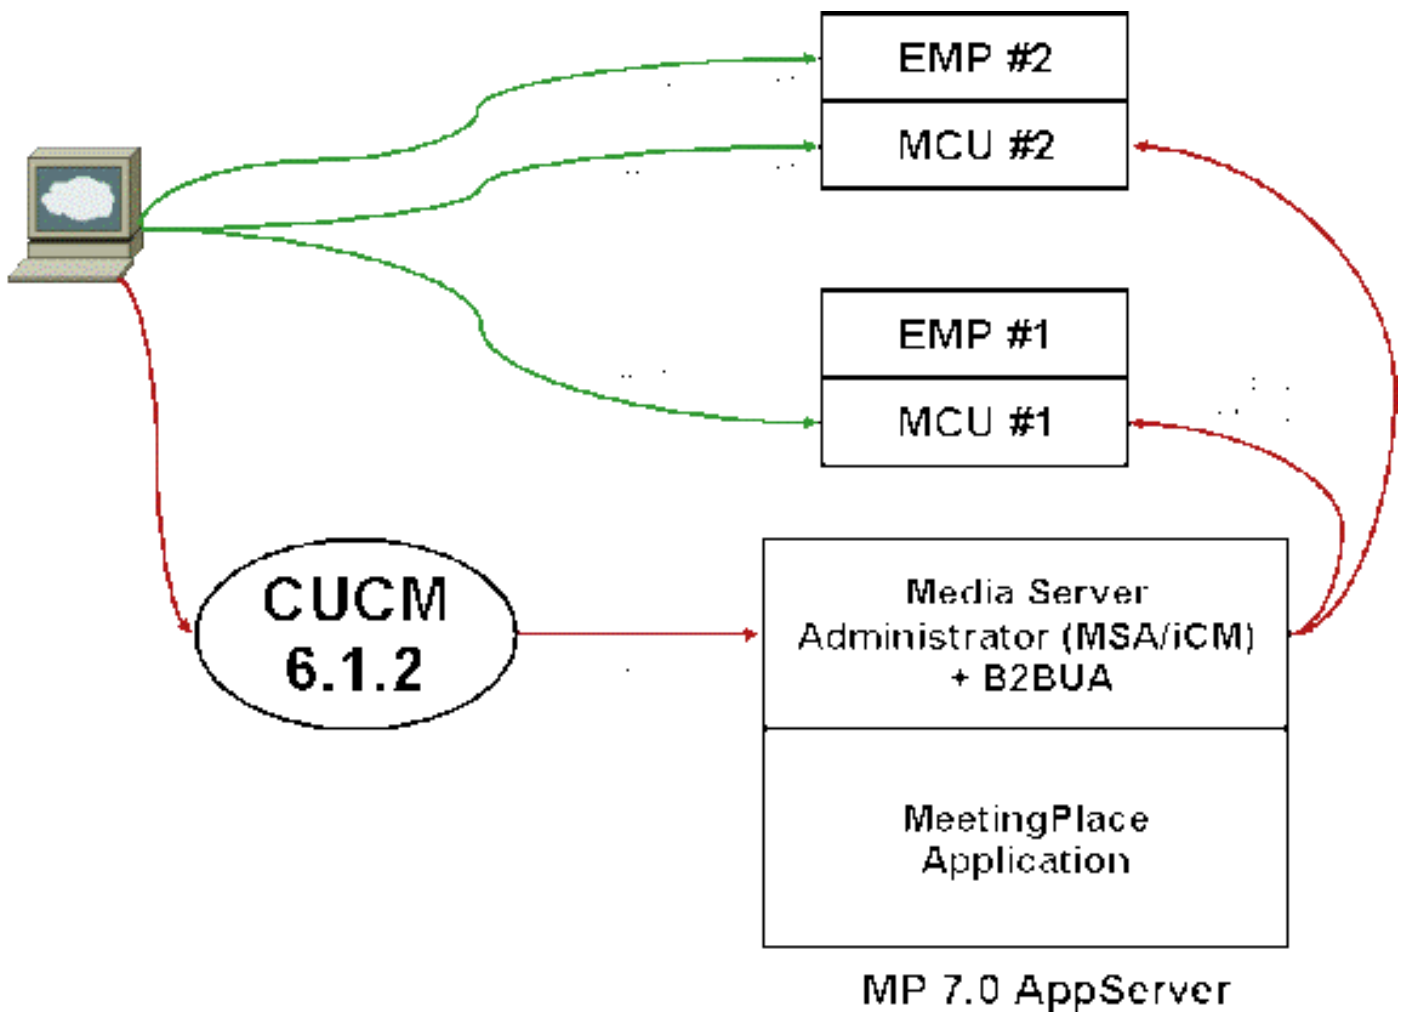 EMP #2
MCU #2
EMP #1
MCU #1
CUCM
6.1.2
Media Server
Administrator (MSA/iCM)
+ B2BUA
MeetingPlace
Application
MP 7.0 AppServer